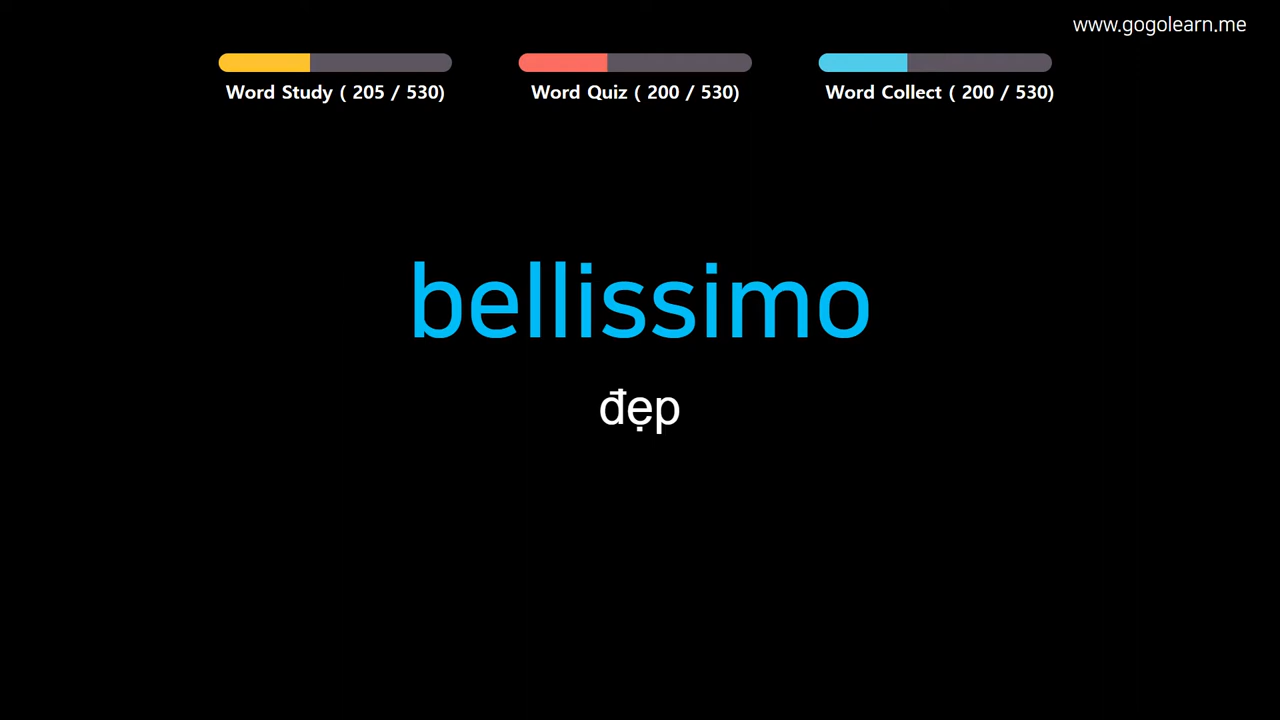 www.gogolearn.me
Word Study ( 205 / 530)
Word Quiz ( 200 / 530)
Word Collect ( 200 / 530)
bellissimo
đẹp